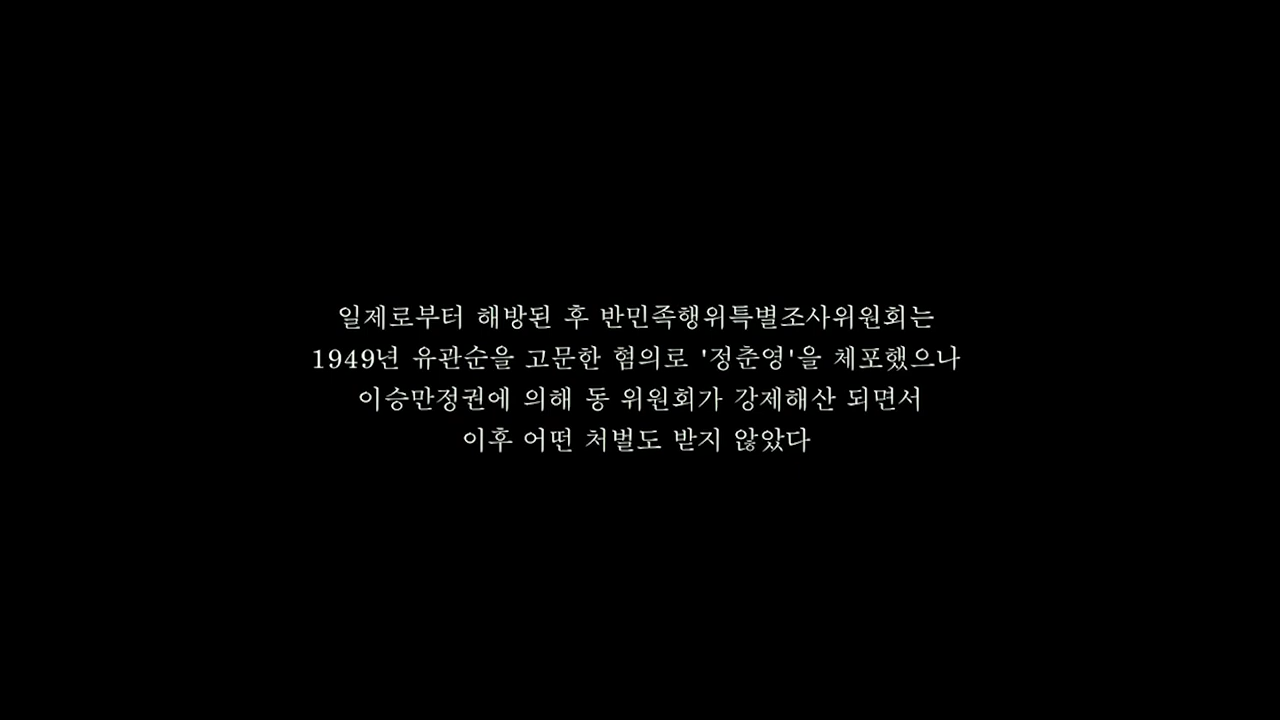 일제로부터 해방된 후 반민족행위특별조사위원회는
1949년 유관순을 고문한 혐의로 '정춘영'을 체포했으나
이승만정권에 의해 동 위원회가 강제해산 되면서
이후 어떤 처벌도 받지 않았다